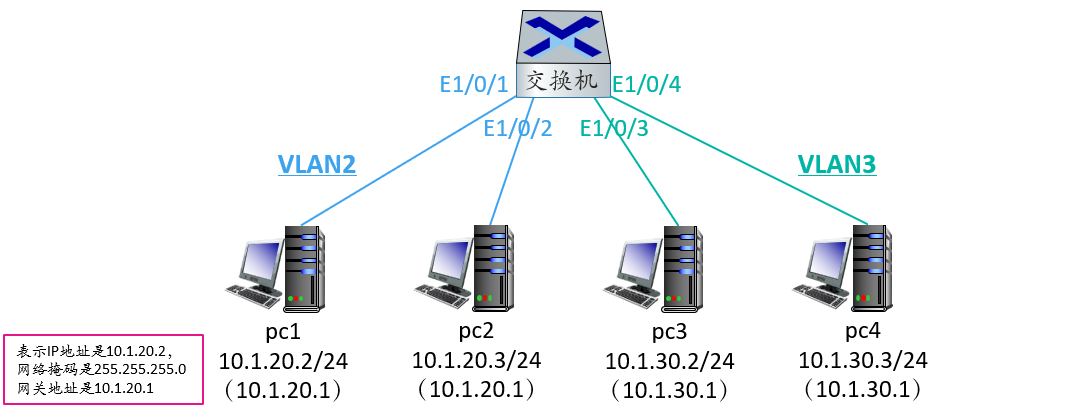 交换机
E1/0/1
E1/0/4
E1/0/2
E1/0/3
VLAN2
VLAN3
pc1
10.1.20.2/24
（10.1.20.1）
pc2
10.1.20.3/24
（10.1.20.1）
pc3
10.1.30.2/24
（10.1.30.1）
pc4
10.1.30.3/24
（10.1.30.1）
表示IP地址是10.1.20.2，
网络掩码是255.255.255.0
网关地址是10.1.20.1